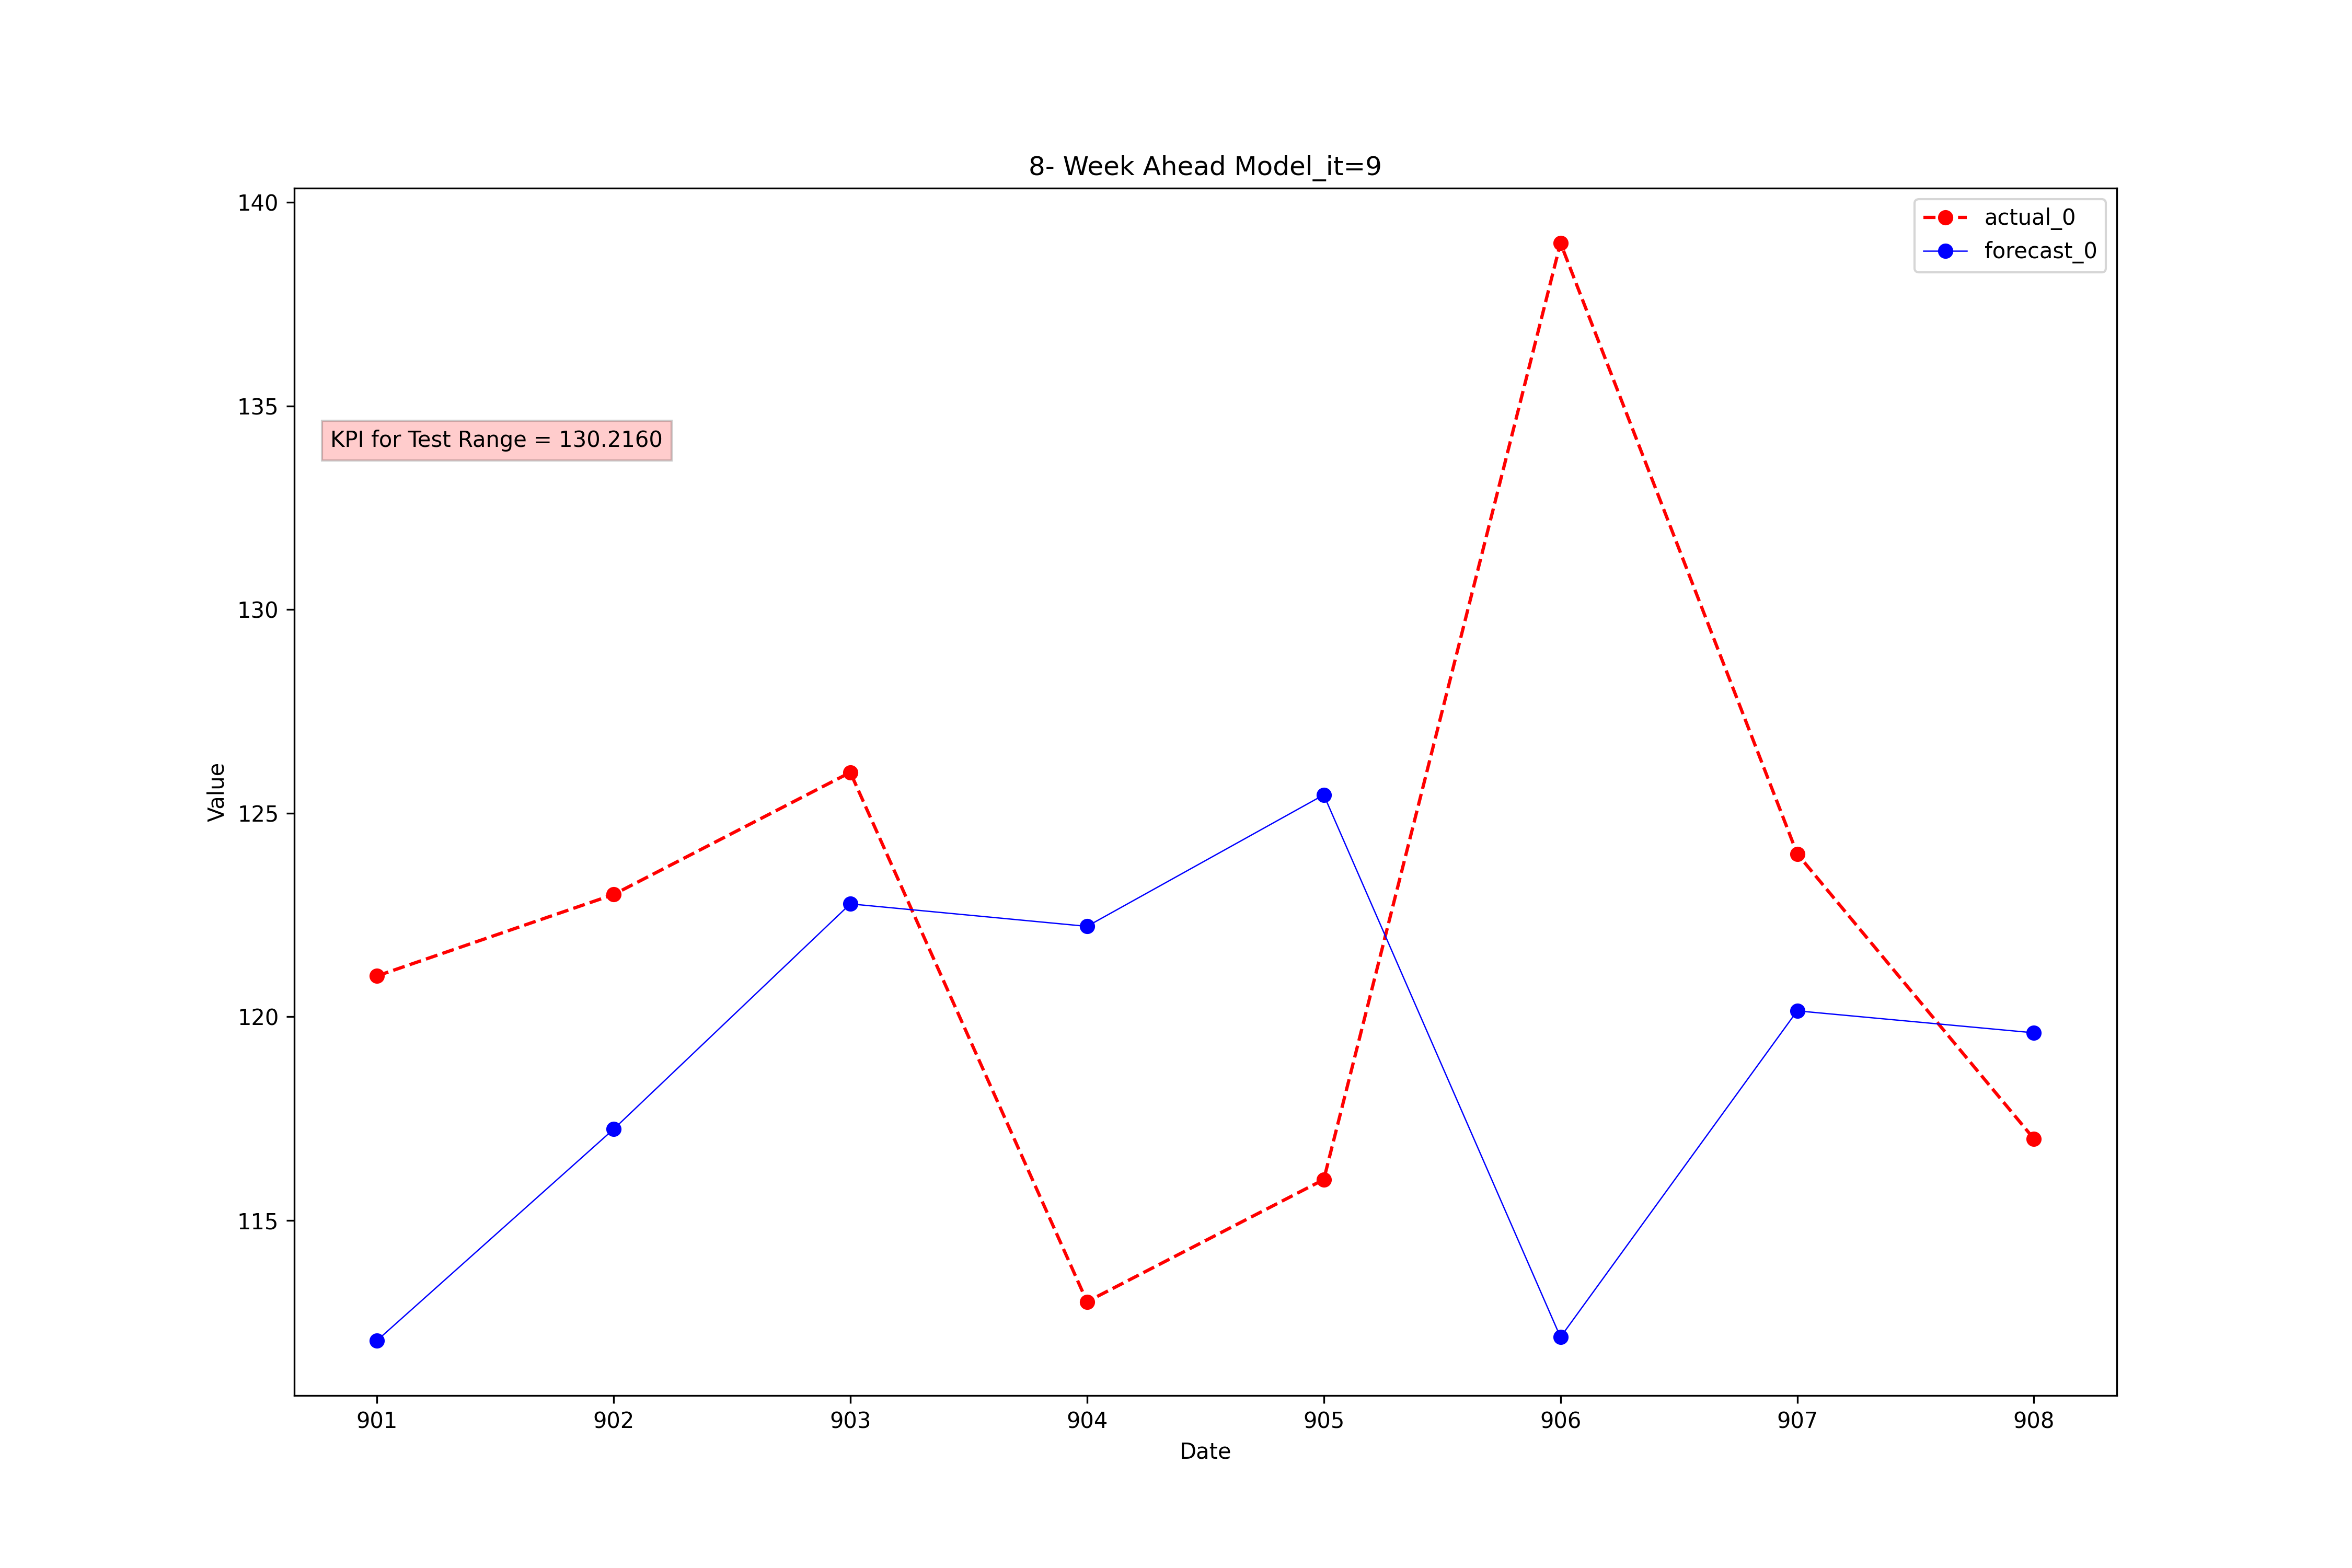 8- Week Ahead Model_it=9
actual_0
forecast_0
KPI for Test Range = 130.2160
Value
140
135
130
125
120
115
901 902 903 904 905 906 907 908
Date